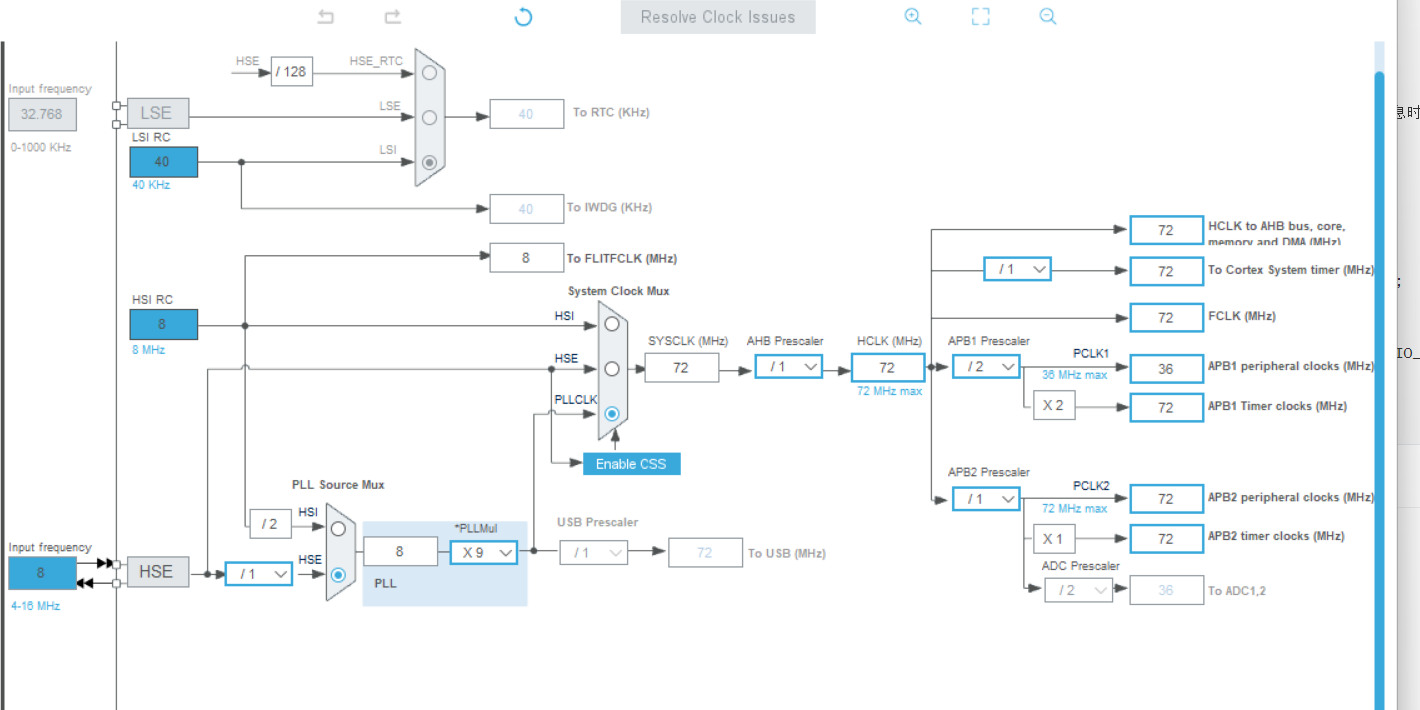 Resolve Clock Issues
HSE
/ 128
HSE_RTC
Input frequency
32.768
0-1000 KHz
LSE
LSE
40
To RTC (KHz)
LSI RC
40
40 KHz
LSI
40
To IWDG (KHz)
8
To FLITFCLK (MHz)
HSI RC
8
8 MHz
System Clock Mux
HSI
HSE
PLLCLK
SYSCLK (MHz)
72
AHB Prescaler
/ 1
HCLK (MHz)
72
72 MHz max
Enable CSS
72
HCLK to AHB bus, core,
memory and DMA (MHz)
/ 1
72
To Cortex System timer (MHz)
72
FCLK (MHz)
APB1 Prescaler
/ 2
PCLK1
36 MHz max
36
APB1 peripheral clocks (MHz)
X 2
72
APB1 Timer clocks (MHz)
APB2 Prescaler
/ 1
PCLK2
72 MHz max
72
APB2 peripheral clocks (MHz)
X 1
72
APB2 timer clocks (MHz)
ADC Prescaler
/ 2
36
To ADC1,2
PLL Source Mux
/ 2
HSI
HSE
Input frequency
8
4-16 MHz
HSE
/ 1
8
*PLLMul
X 9
PLL
USB Prescaler
/ 1
72
To USB (MHz)
息时
;
IO_